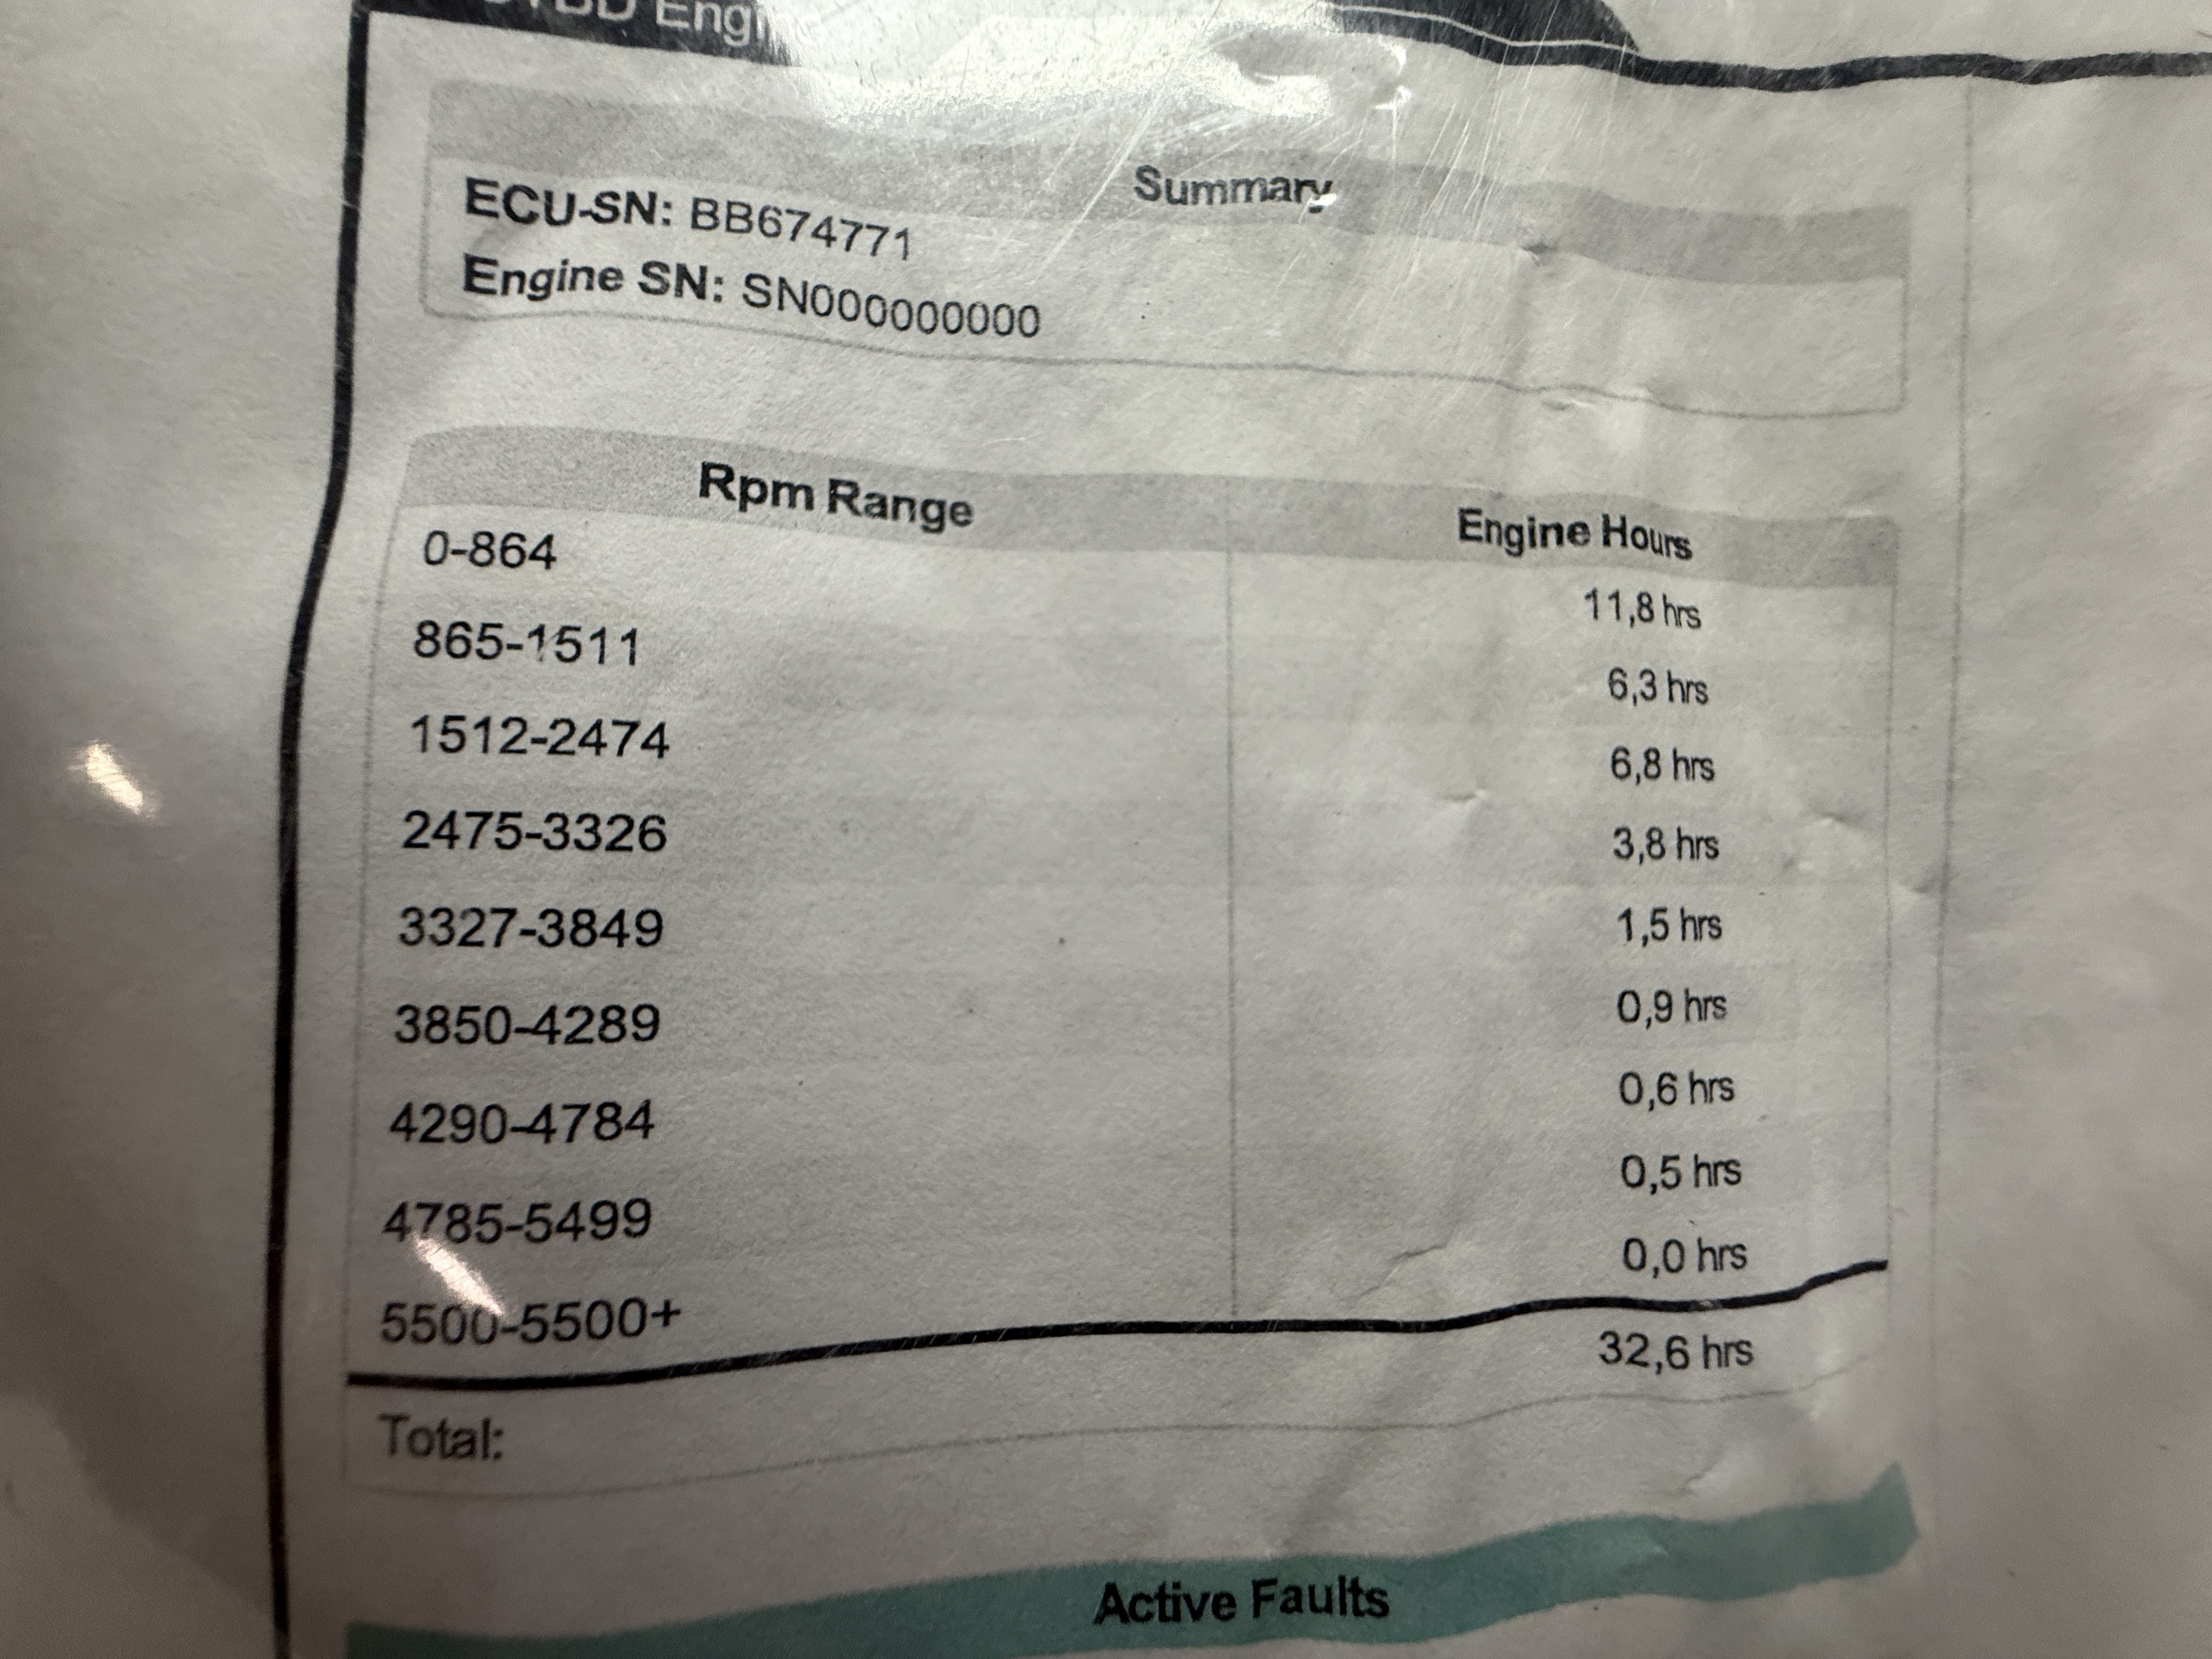 STBD Engi
Summary
ECU-SN: BB674771
Engine SN: SN000000000
Rpm Range Engine Hours
0-864 11,8 hrs
865-1511 6,3 hrs
1512-2474 6,8 hrs
2475-3326 3,8 hrs
3327-3849 1,5 hrs
3850-4289 0,9 hrs
4290-4784 0,6 hrs
4785-5499 0,5 hrs
5500-5500+ 0,0 hrs
Total: 32,6 hrs
Active Faults